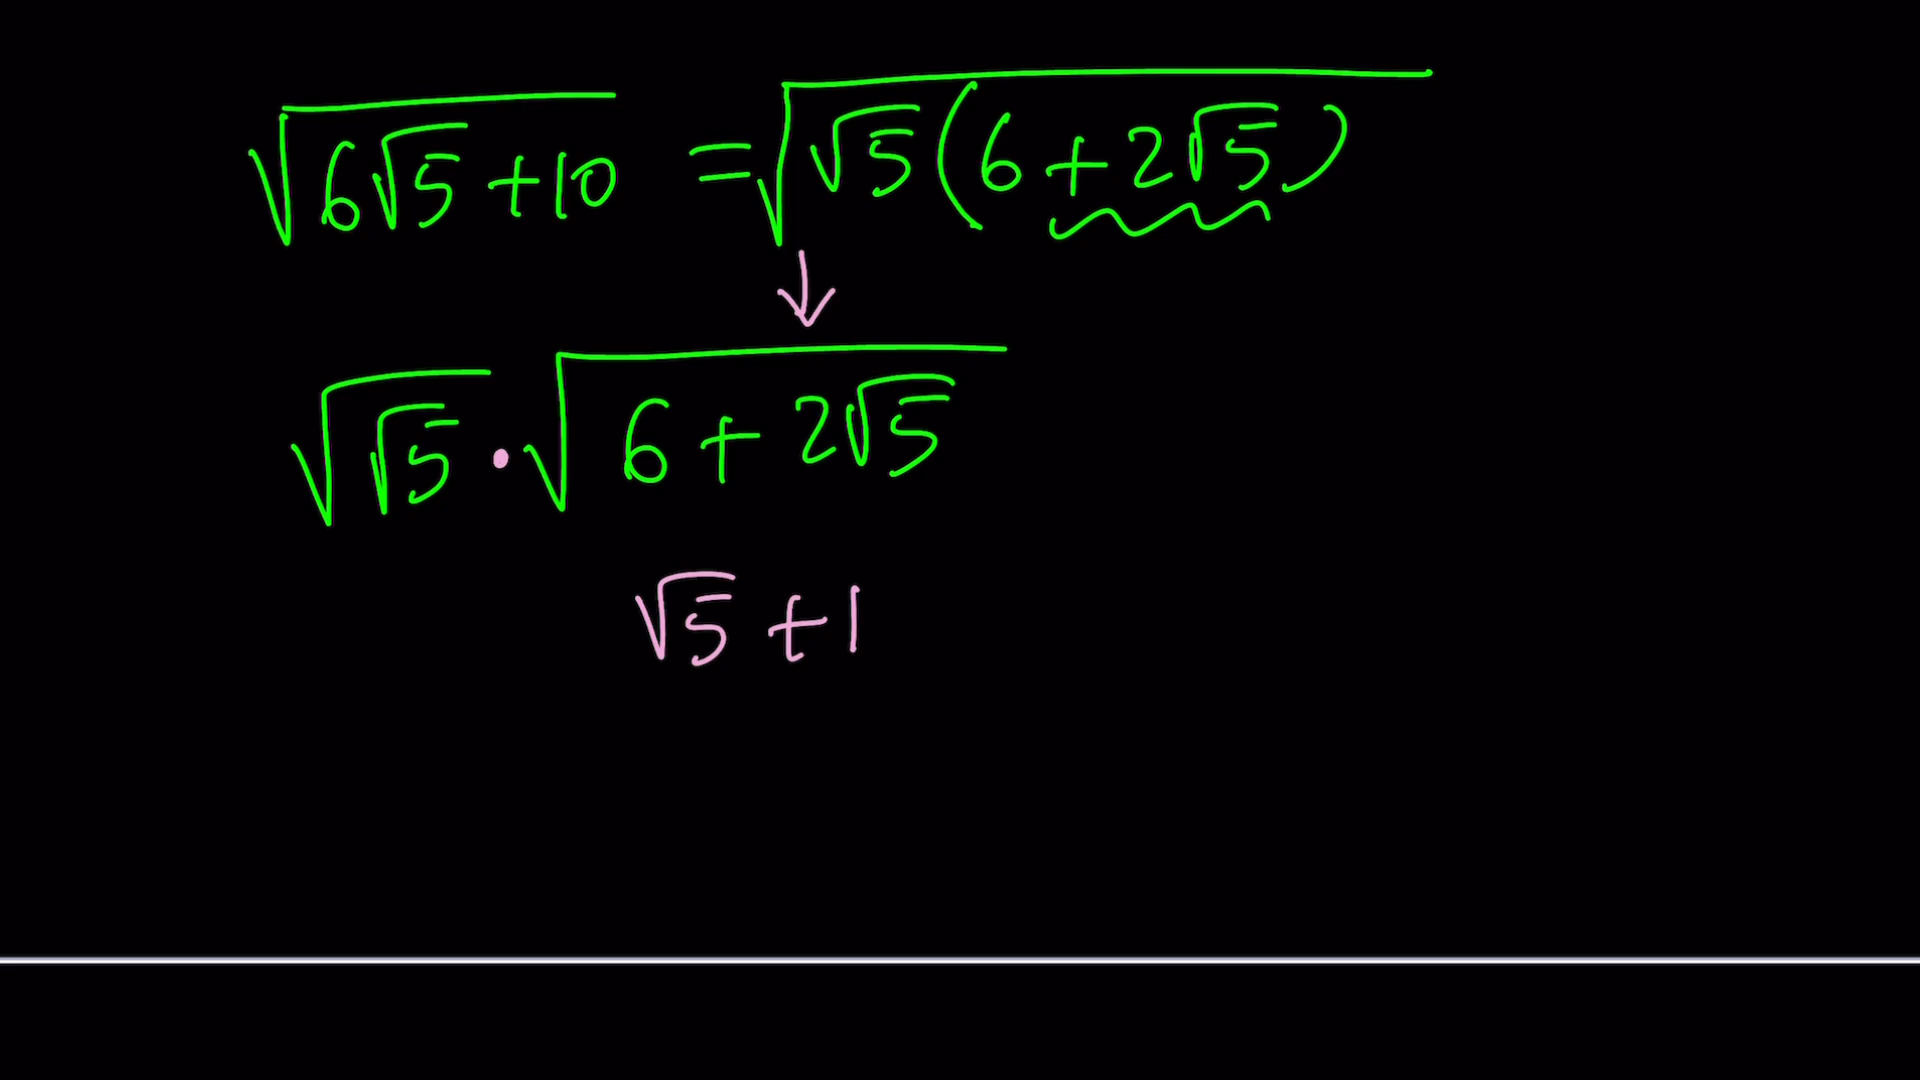 √(6√5 + 10) = √(√5(6 + 2√5))
↓
√√5 · √(6 + 2√5)
√5 + 1